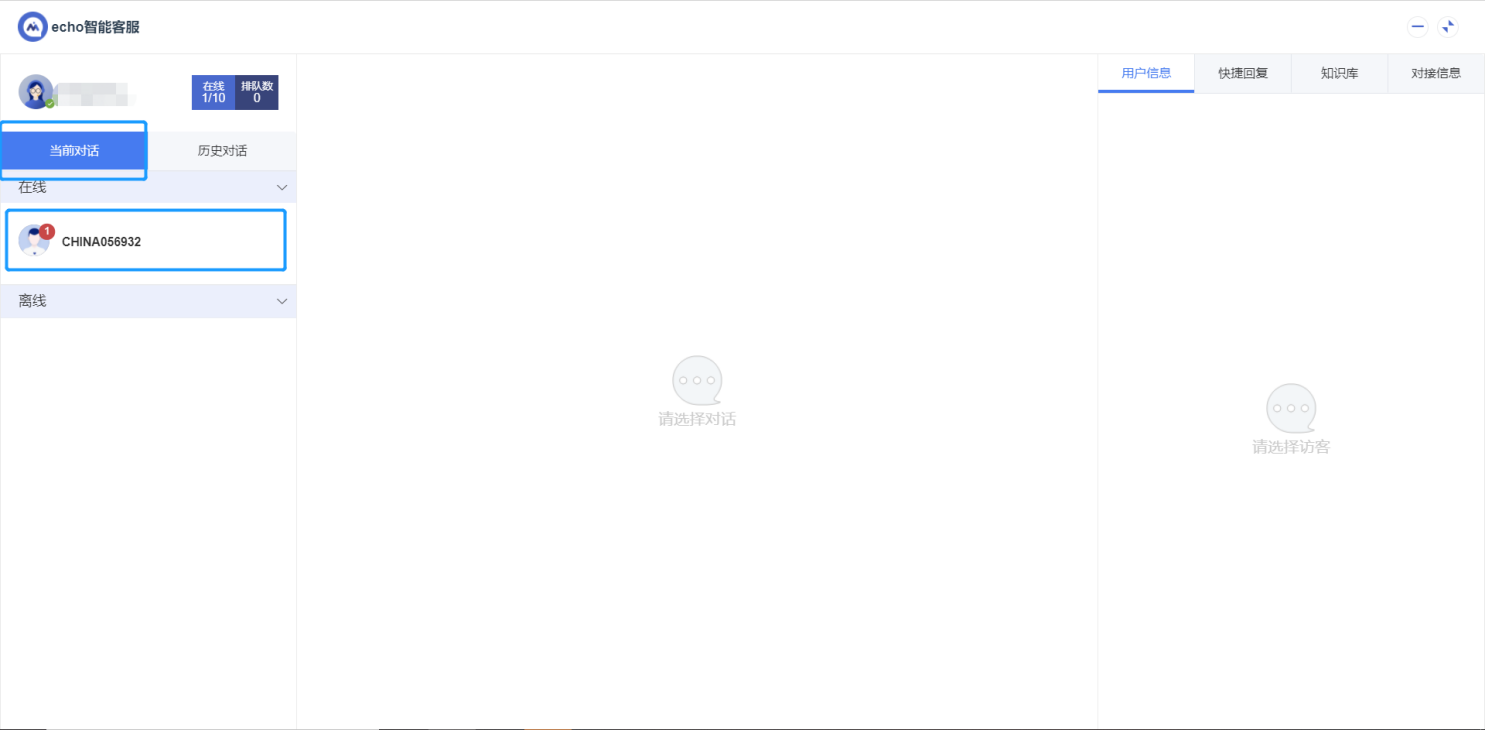 echo智能客服
在线 排队数
1/10 0
当前对话 历史对话
在线
1
CHINA056932
离线
请选择对话
用户信息 快捷回复 知识库 对接信息
请选择访客